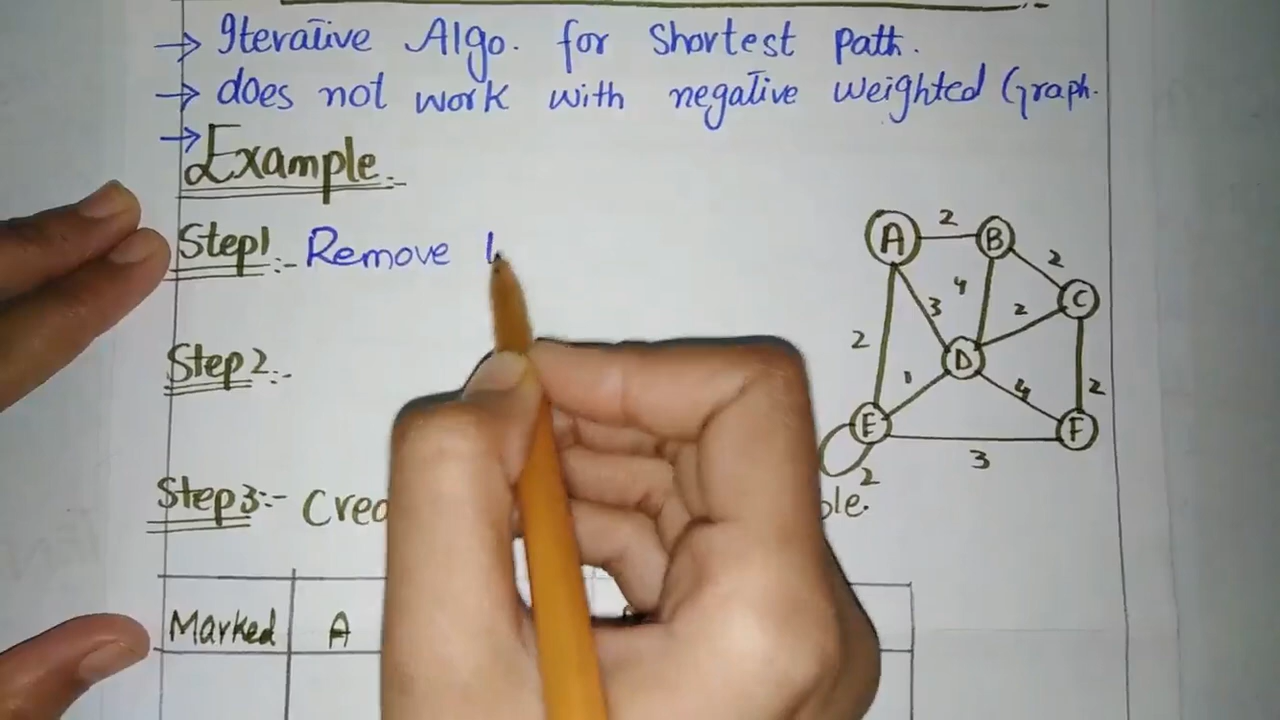 → Iterative Algo. for Shortest Path.
→ does not work with negative weighted Graph.
→
Example:-
Step1:- Remove
A 2 B
2
4 C
3 2
2 D
1 4 2
E F
3
2
Step2:-
Step3:-
Marked A